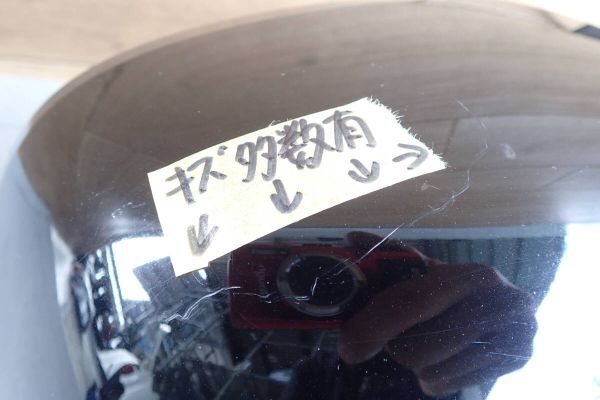 キズ多数有
↓ ↓ ↓ →